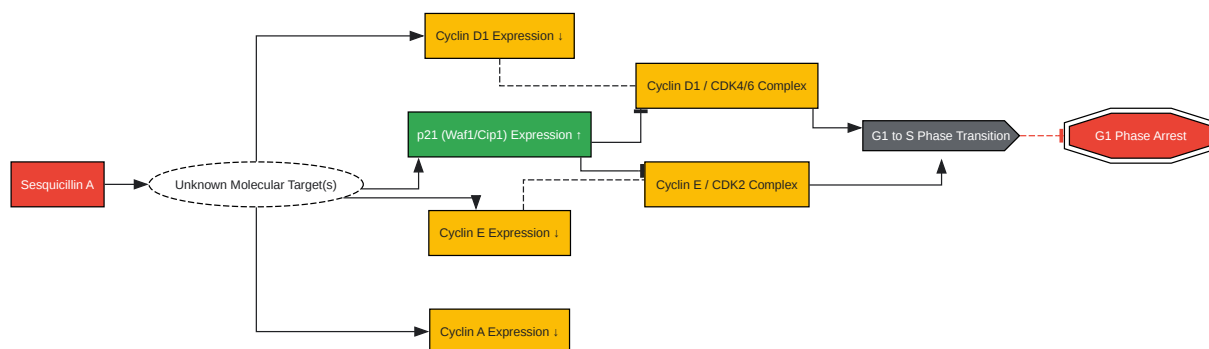 Sesquicillin A
Unknown Molecular Target(s)
Cyclin D1 Expression ↓
p21 (Waf1/Cip1) Expression ↑
Cyclin E Expression ↓
Cyclin A Expression ↓
Cyclin D1 / CDK4/6 Complex
Cyclin E / CDK2 Complex
G1 to S Phase Transition
G1 Phase Arrest